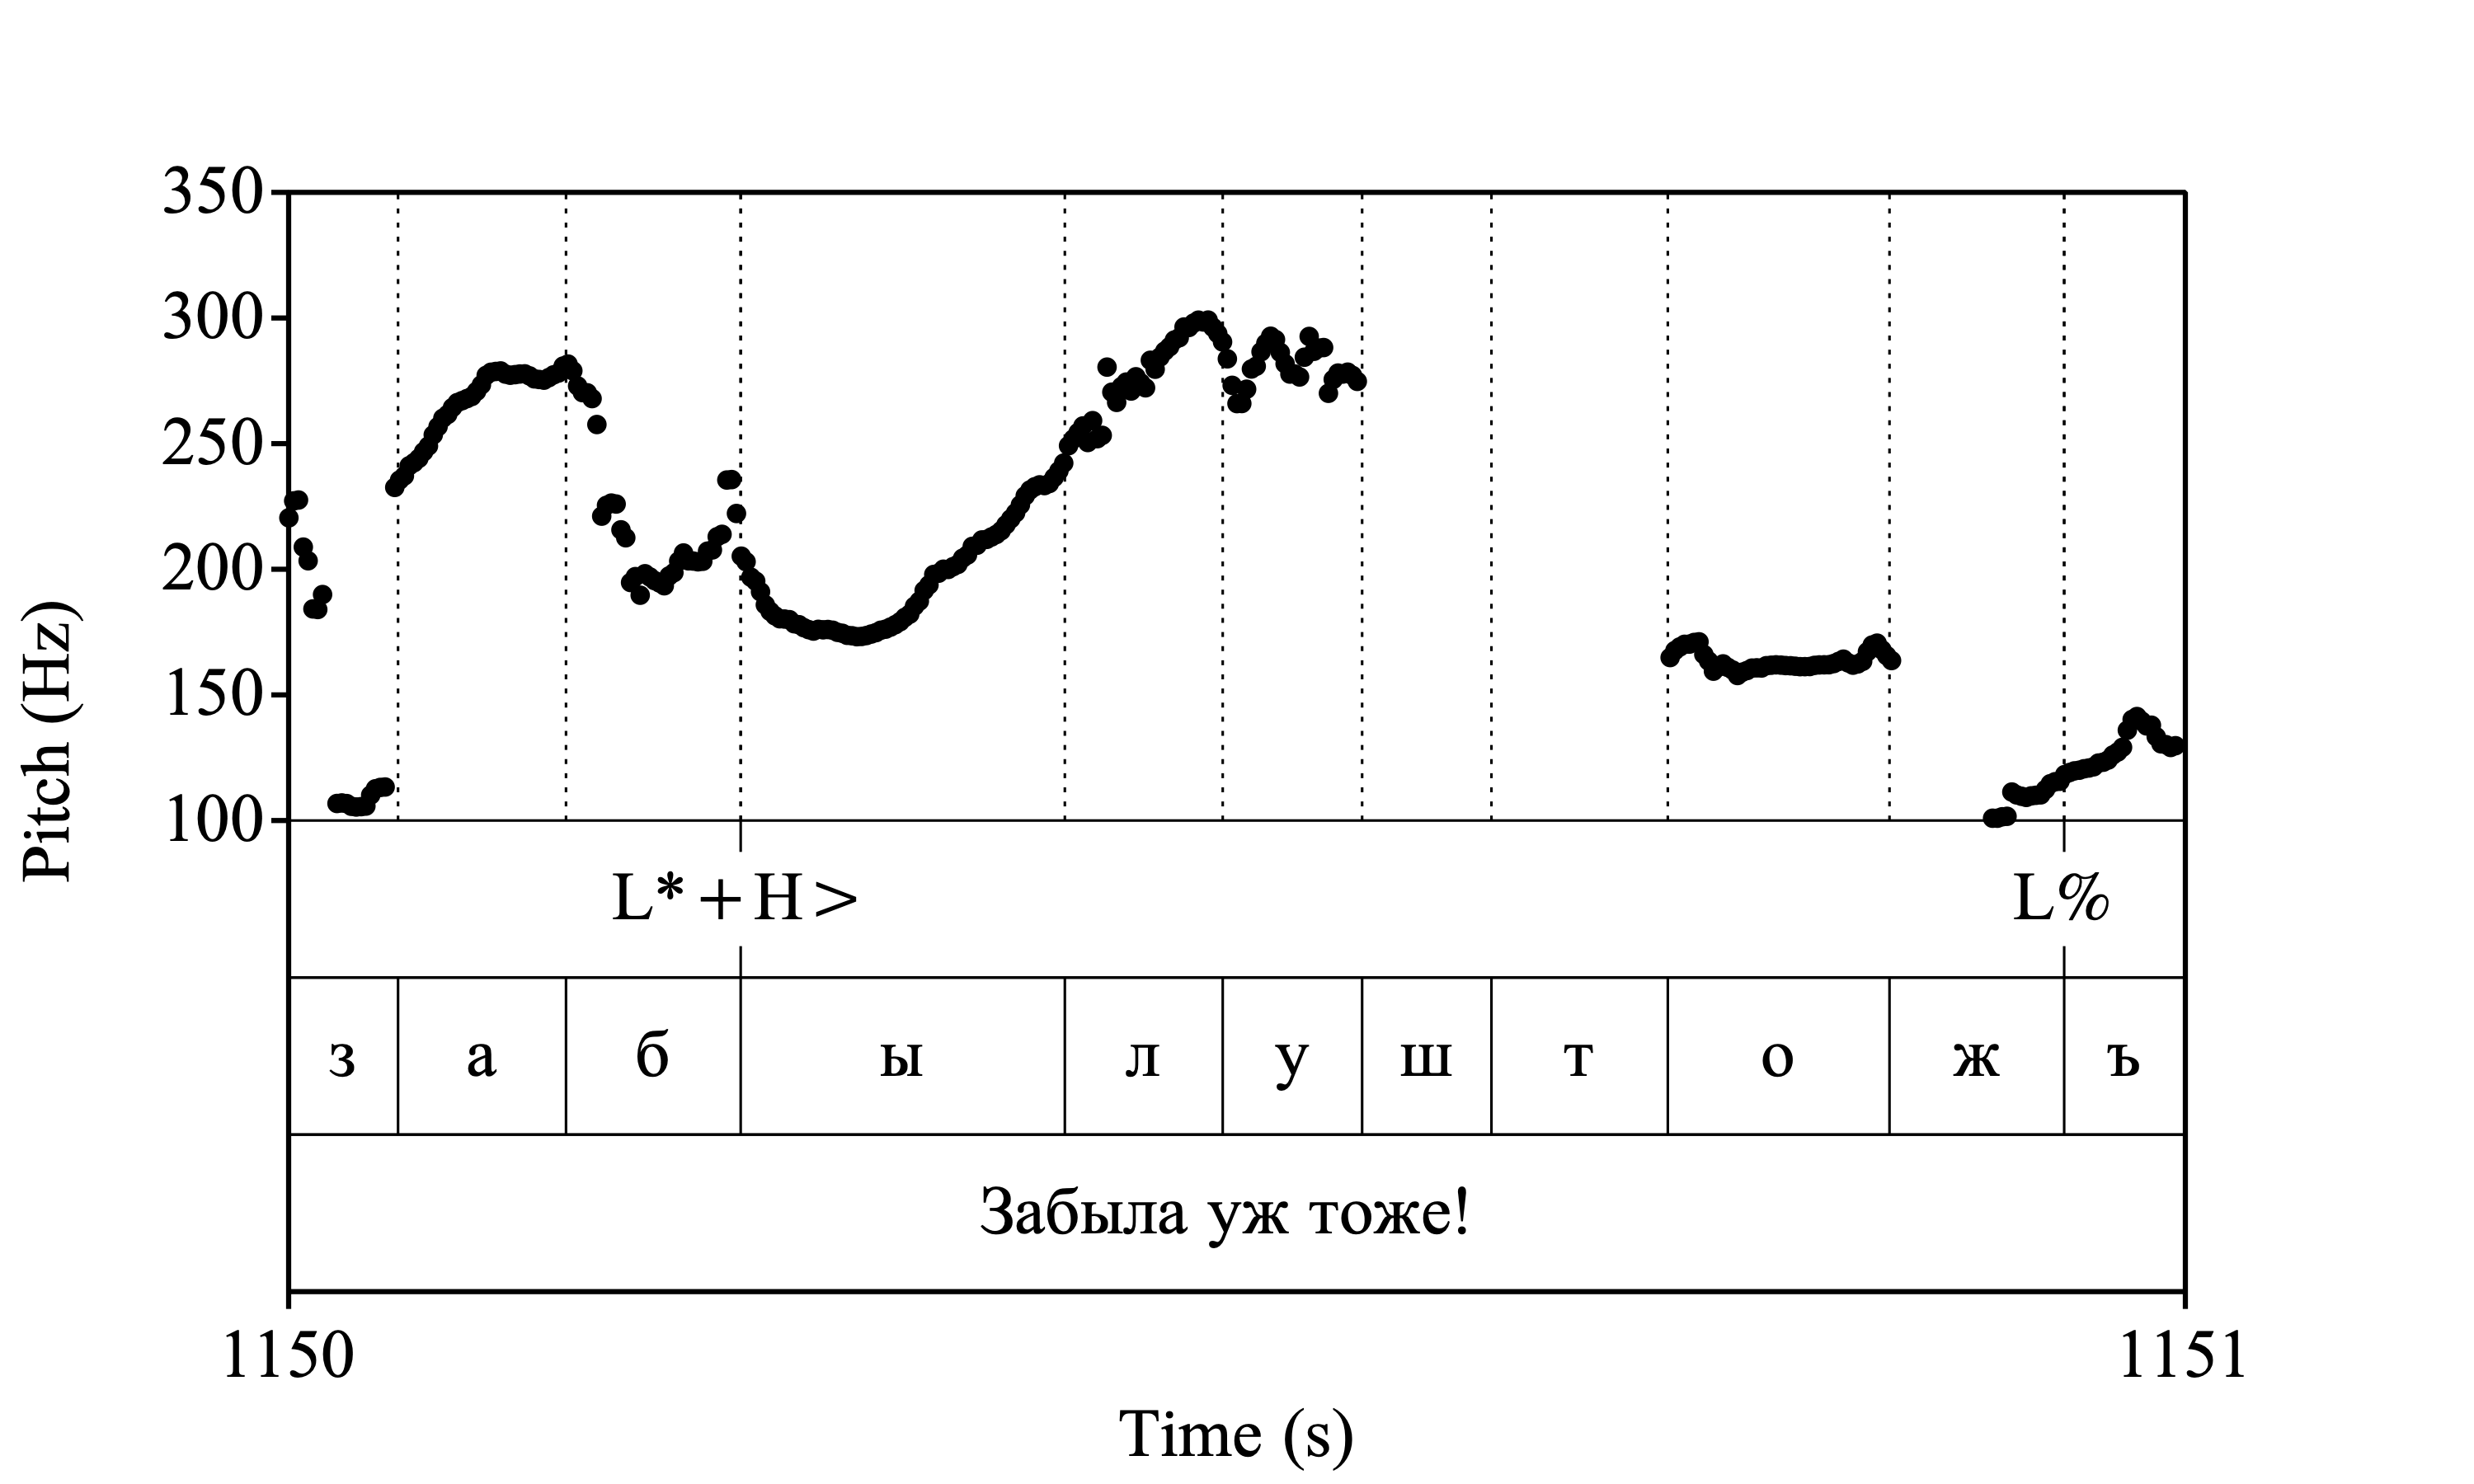 350
300
250
200
150
100
Pitch (Hz)
L*+H> L%
з а б ы л у ш т о ж ъ
Забыла уж тоже!
1150 1151
Time (s)